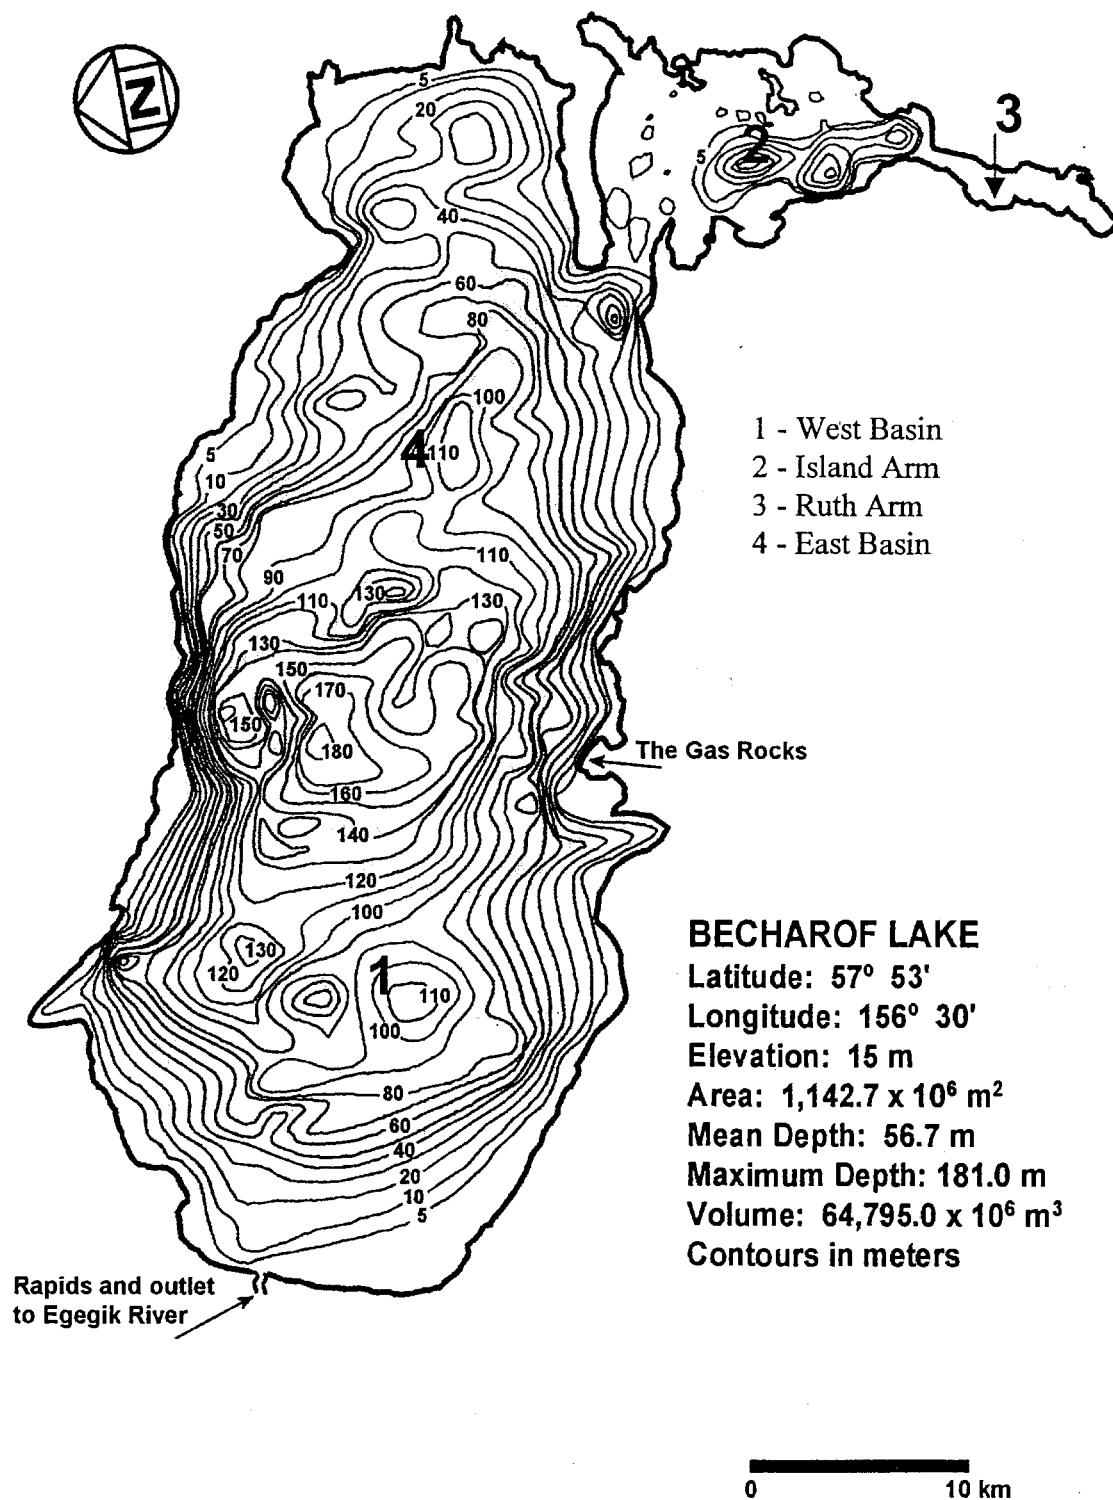 N
5
20
3
2
5
40
60
80
100
4
110
5
10
30
50
70
90
110
110
130
130
130
150
170
150
180
160
140
120
100
130
120
1
110
100
80
60
40
20
10
5
1 - West Basin
2 - Island Arm
3 - Ruth Arm
4 - East Basin
The Gas Rocks
BECHAROF LAKE
Latitude: 57º 53'
Longitude: 156º 30'
Elevation: 15 m
Area: 1,142.7 x 10⁶ m²
Mean Depth: 56.7 m
Maximum Depth: 181.0 m
Volume: 64,795.0 x 10⁶ m³
Contours in meters
Rapids and outlet
to Egegik River
0 10 km